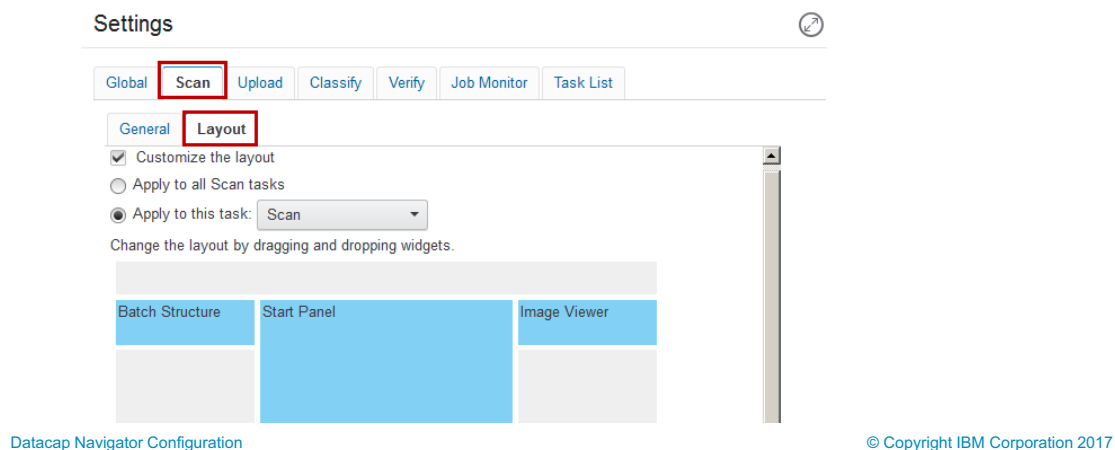 Settings
Global Scan Upload Classify Verify Job Monitor Task List
General Layout
Customize the layout
Apply to all Scan tasks
Apply to this task: Scan
Change the layout by dragging and dropping widgets.
Batch Structure Start Panel Image Viewer
Datacap Navigator Configuration © Copyright IBM Corporation 2017